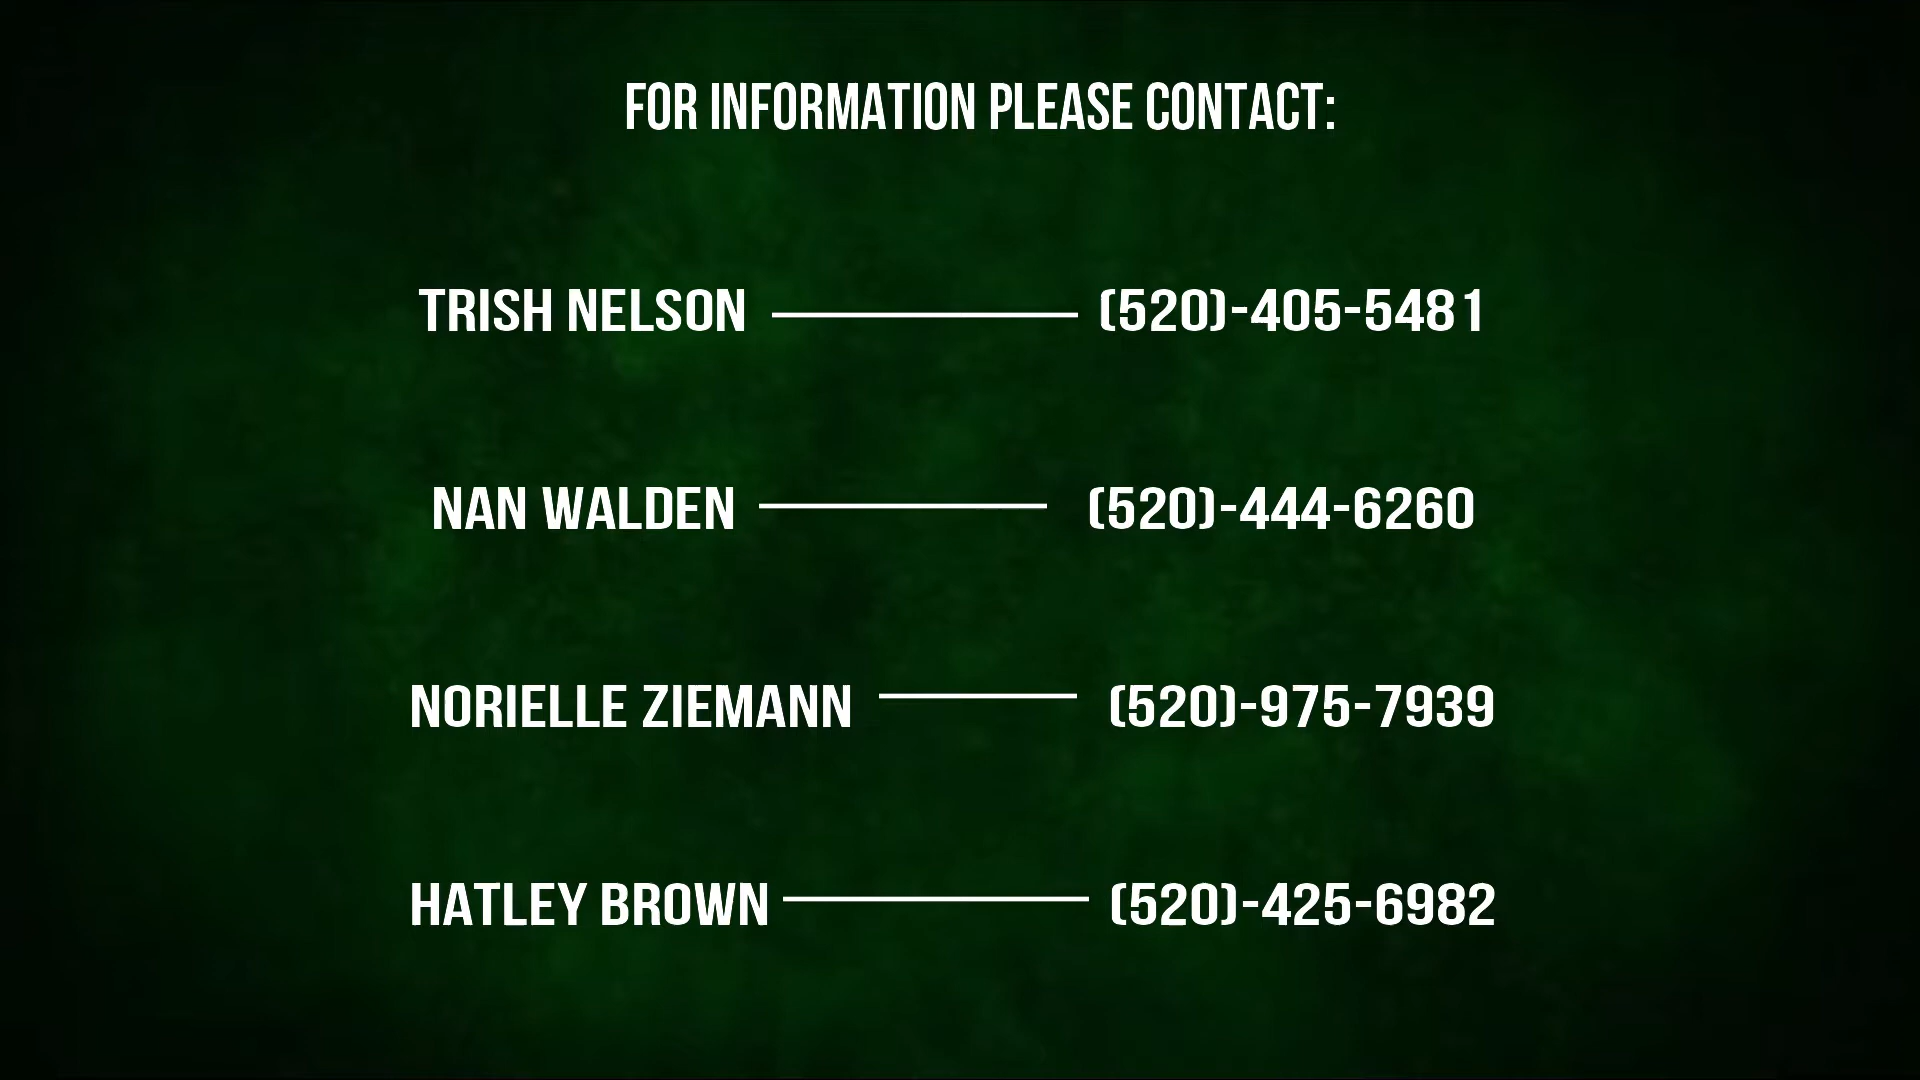 FOR INFORMATION PLEASE CONTACT:
TRISH NELSON (520)-405-5481
NAN WALDEN (520)-444-6260
NORIELLE ZIEMANN (520)-975-7939
HATLEY BROWN (520)-425-6982